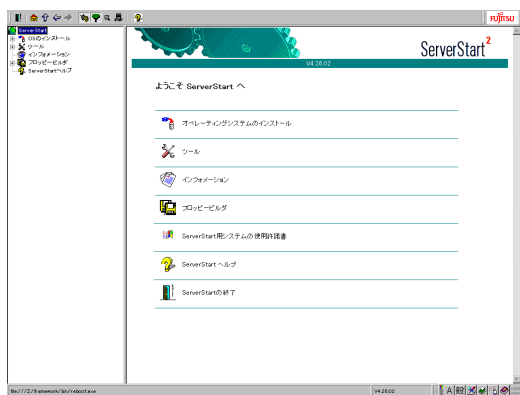 FUJITSU
ServerStart
OSのインストール
ツール
インフォメーション
フロッピービルダ
ServerStartヘルプ
ServerStart2
V4.26.02
ようこそ ServerStart へ
オペレーティングシステムのインストール
ツール
インフォメーション
フロッピービルダ
ServerStart用システムの使用許諾書
ServerStart ヘルプ
ServerStartの終了
file:///Z:/framework/bin/reboot.exe
V4.26.02
A 般